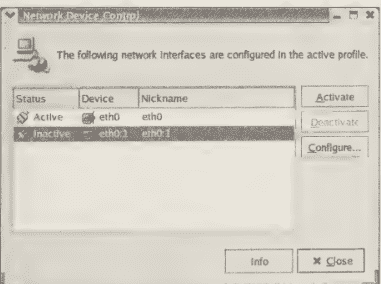 Network Device Control
The following network interfaces are configured in the active profile.
Status Device Nickname
Active eth0 eth0
Inactive eth0:1 eth0:1
Activate
Deactivate
Configure...
Info
Close